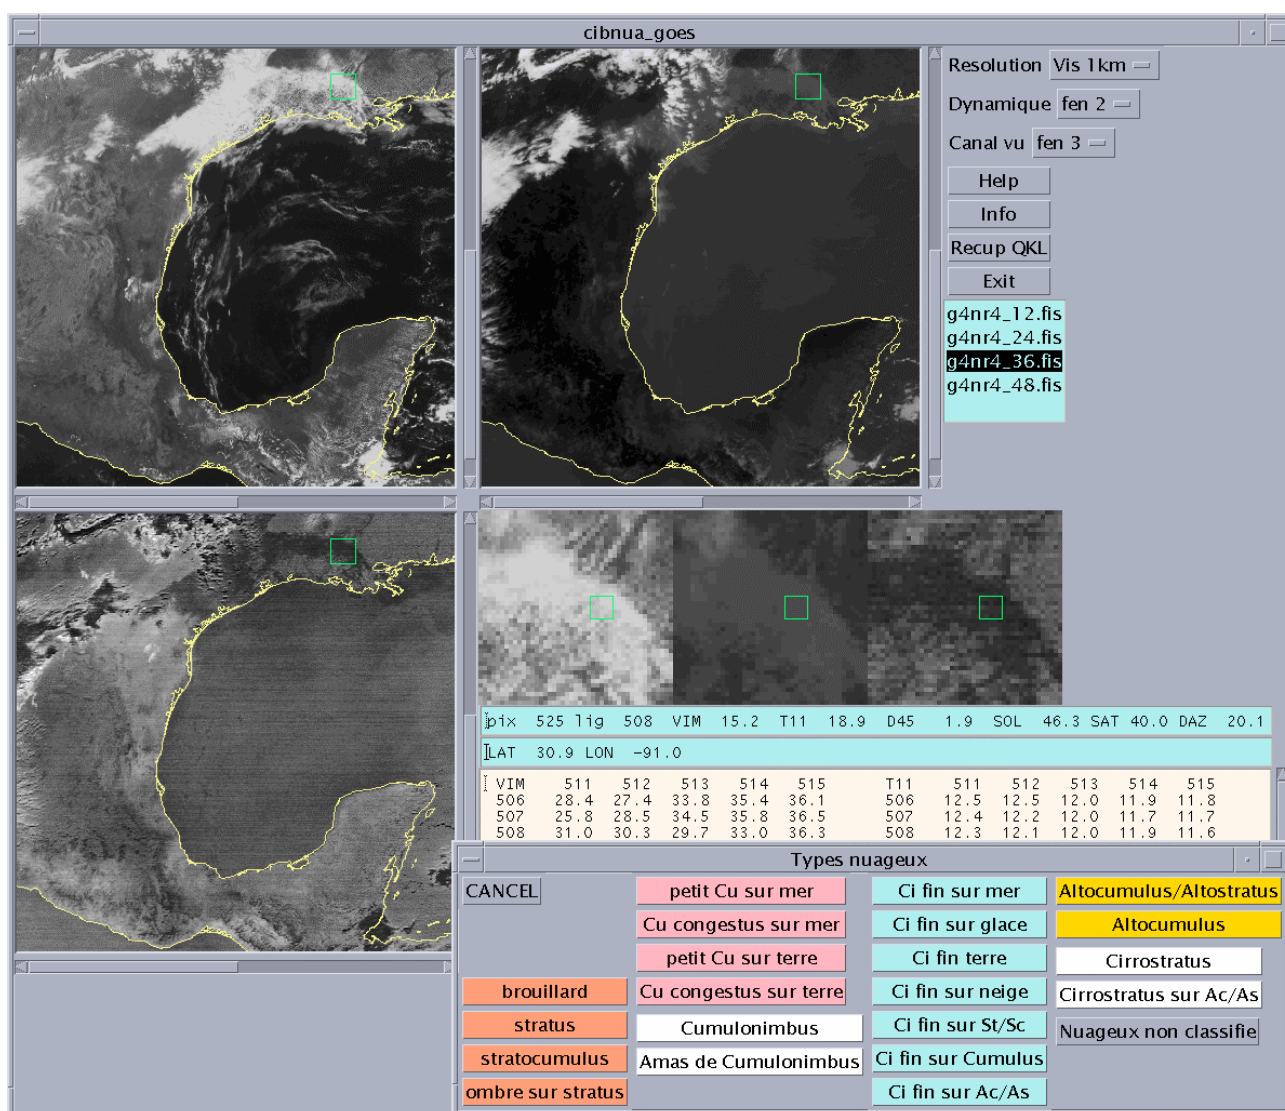 cibnua_goes
Resolution Vis 1km
Dynamique fen 2
Canal vu fen 3
Help
Info
Recup QKL
Exit
g4nr4_12.fis
g4nr4_24.fis
g4nr4_36.fis
g4nr4_48.fis
pix 525 lig 508 VIM 15.2 T11 18.9 D45 1.9 SOL 46.3 SAT 40.0 DAZ 20.1
LAT 30.9 LON -91.0
VIM 511 512 513 514 515 T11 511 512 513 514 515
506 28.4 27.4 33.8 35.4 36.1 506 12.5 12.5 12.0 11.9 11.8
507 25.8 28.5 34.5 35.8 36.5 507 12.4 12.2 12.0 11.7 11.7
508 31.0 30.3 29.7 33.0 36.3 508 12.3 12.1 12.0 11.9 11.6
Types nuageux
CANCEL petit Cu sur mer Ci fin sur mer Altocumulus/Altostratus
Cu congestus sur mer Ci fin sur glace Altocumulus
petit Cu sur terre Ci fin terre Cirrostratus
brouillard Cu congestus sur terre Ci fin sur neige Cirrostratus sur Ac/As
stratus Cumulonimbus Ci fin sur St/Sc Nuageux non classifie
stratocumulus Amas de Cumulonimbus Ci fin sur Cumulus
ombre sur stratus Ci fin sur Ac/As